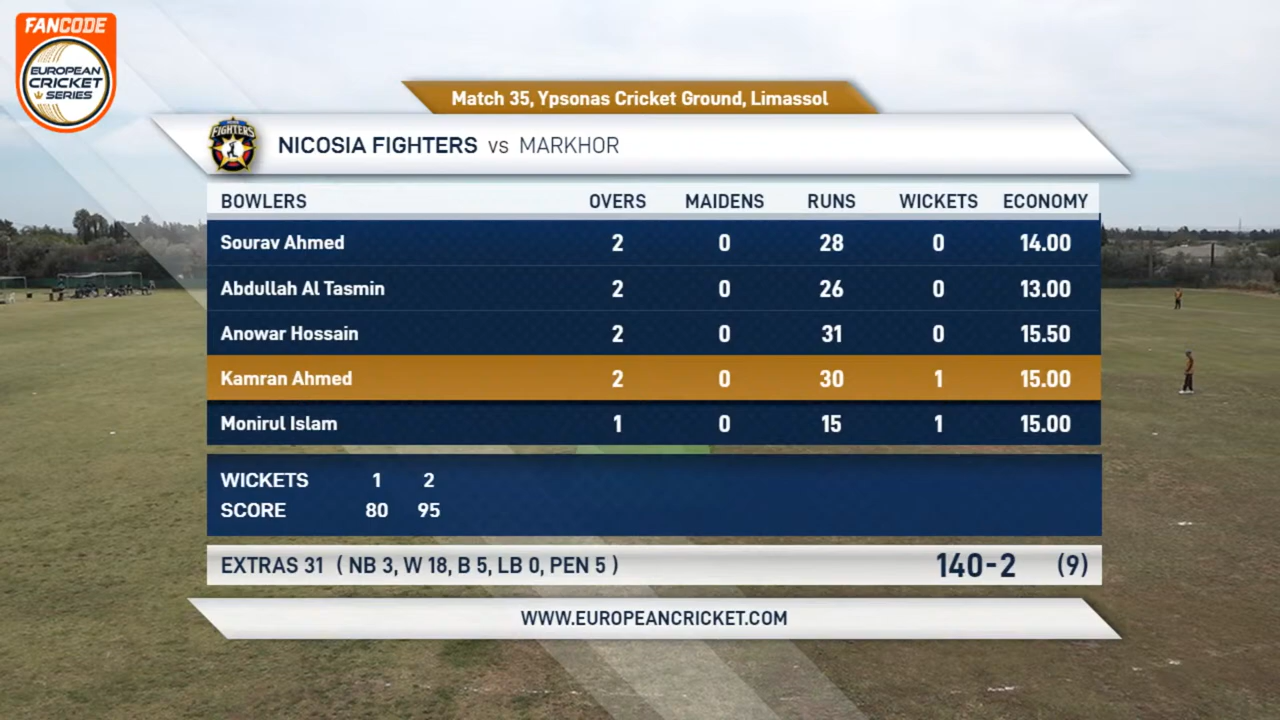 FANCODE
EUROPEAN
CRICKET
SERIES
Match 35, Ypsonas Cricket Ground, Limassol
FIGHTERS
NICOSIA FIGHTERS vs MARKHOR
BOWLERS OVERS MAIDENS RUNS WICKETS ECONOMY
Sourav Ahmed 2 0 28 0 14.00
Abdullah Al Tasmin 2 0 26 0 13.00
Anowar Hossain 2 0 31 0 15.50
Kamran Ahmed 2 0 30 1 15.00
Monirul Islam 1 0 15 1 15.00
WICKETS 1 2
SCORE 80 95
EXTRAS 31 ( NB 3, W 18, B 5, LB 0, PEN 5 ) 140-2 (9)
WWW.EUROPEANCRICKET.COM